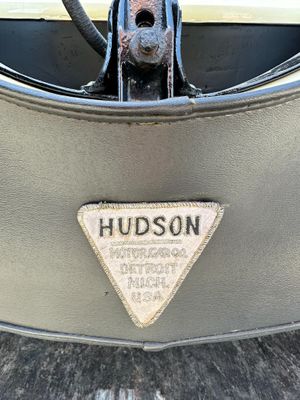 HUDSON
MOTOR CAR CO.
DETROIT
MICH.
U.S.A.